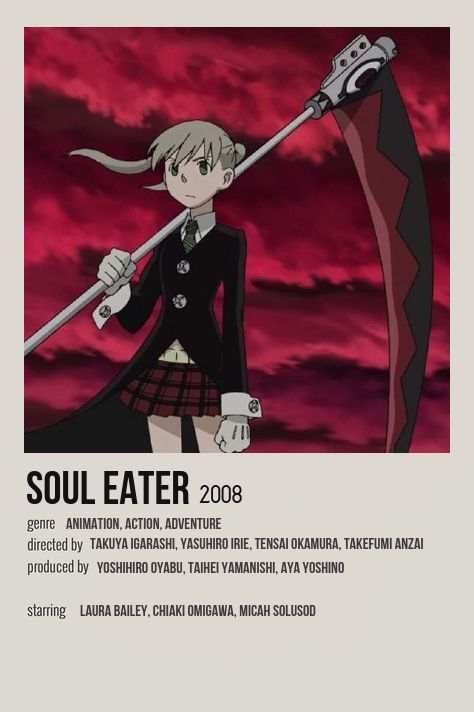 SOUL EATER 2008
genre ANIMATION, ACTION, ADVENTURE
directed by TAKUYA IGARASHI, YASUHIRO IRIE, TENSAI OKAMURA, TAKEFUMI ANZAI
produced by YOSHIHIRO OYABU, TAIHEI YAMANISHI, AYA YOSHINO
starring LAURA BAILEY, CHIAKI OMIGAWA, MICAH SOLUSOD